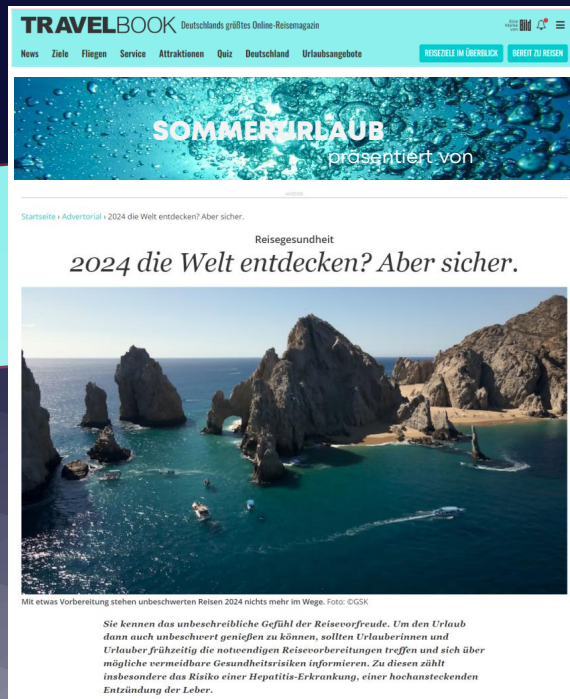 TRAVELBOOK Deutschlands größtes Online-Reisemagazin
Eine Marke von Bild
News Ziele Fliegen Service Attraktionen Quiz Deutschland Urlaubsangebote
REISEZIELE IM ÜBERBLICK BEREIT ZU REISEN
SOMMERTIRLAUB
präsentiert von
ANZEIGE
Startseite › Advertorial › 2024 die Welt entdecken? Aber sicher.
Reisegesundheit
2024 die Welt entdecken? Aber sicher.
Mit etwas Vorbereitung stehen unbeschwerten Reisen 2024 nichts mehr im Wege. Foto: ©GSK
Sie kennen das unbeschreibliche Gefühl der Reisevorfreude. Um den Urlaub
dann auch unbeschwert genießen zu können, sollten Urlauberinnen und
Urlauber frühzeitig die notwendigen Reisevorbereitungen treffen und sich über
mögliche vermeidbare Gesundheitsrisiken informieren. Zu diesen zählt
insbesondere das Risiko einer Hepatitis-Erkrankung, einer hochansteckenden
Entzündung der Leber.